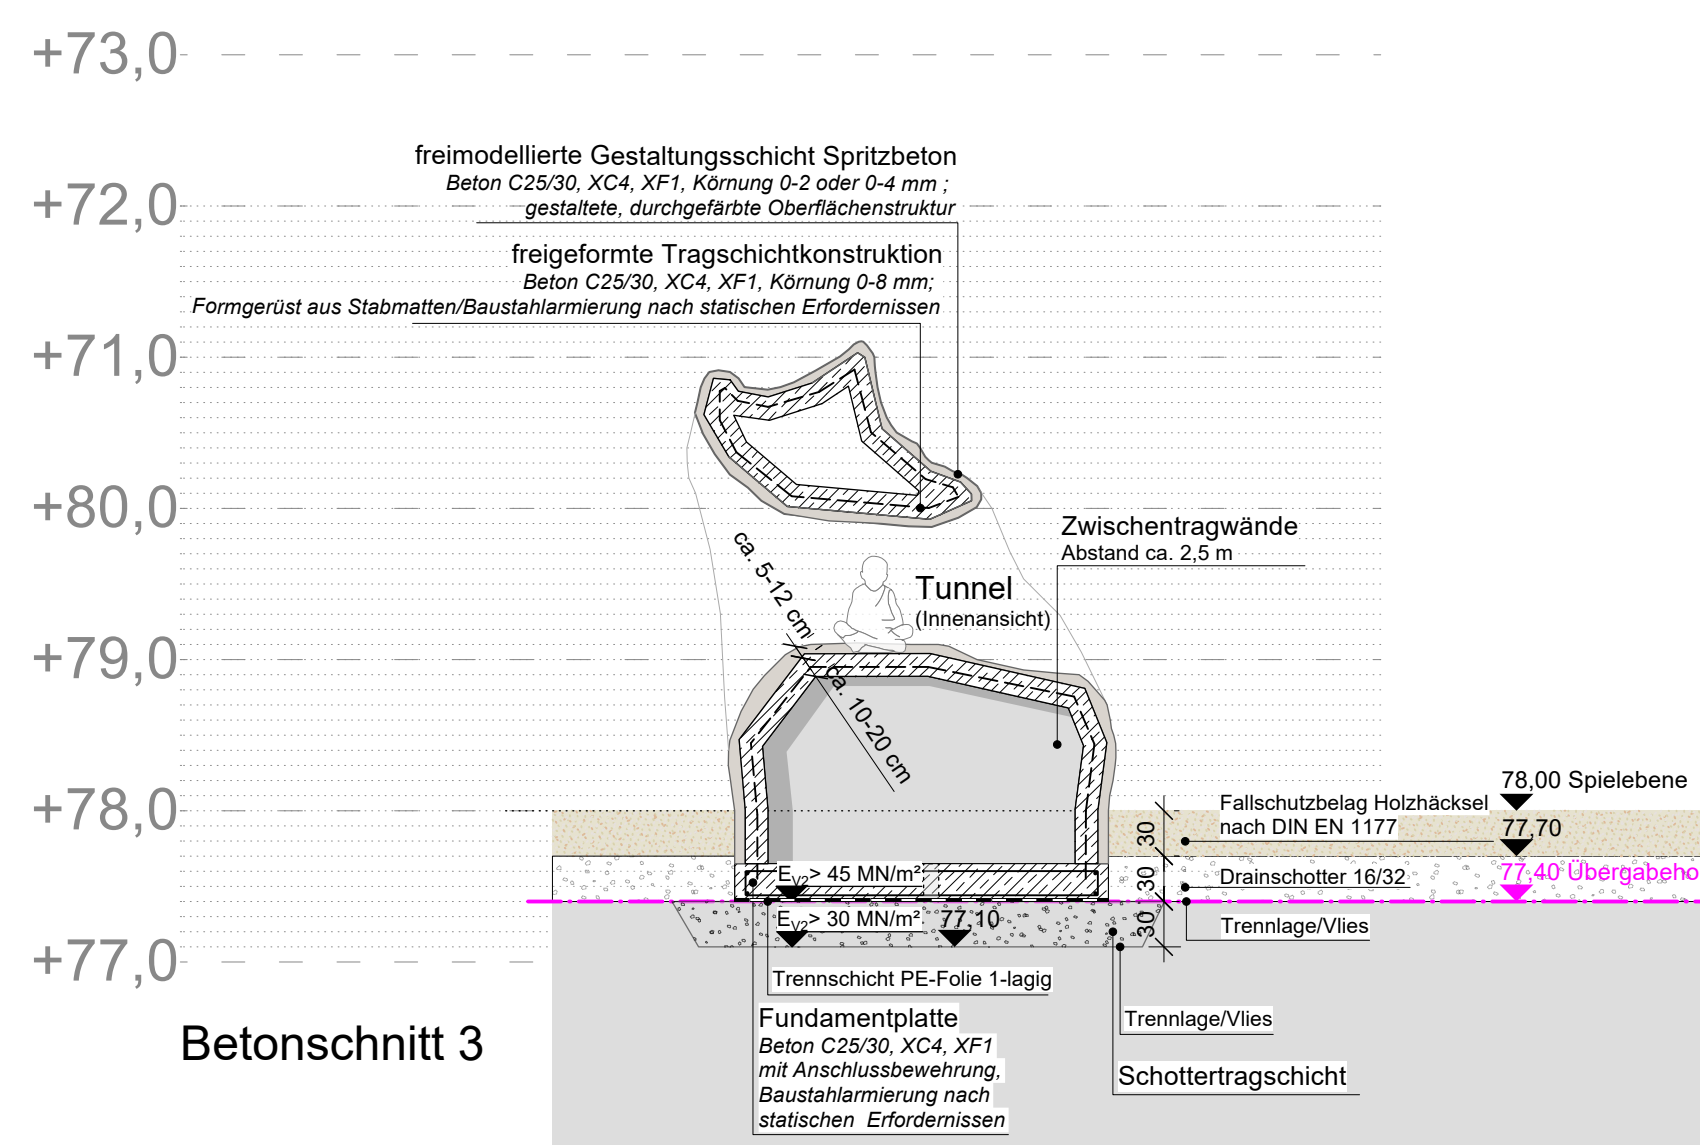 +73,0
freimodellierte Gestaltungsschicht Spritzbeton
Beton C25/30, XC4, XF1, Körnung 0-2 oder 0-4 mm ;
gestaltete, durchgefärbte Oberflächenstruktur
+72,0
freigeformte Tragschichtkonstruktion
Beton C25/30, XC4, XF1, Körnung 0-8 mm;
Formgerüst aus Stabmatten/Baustahlarmierung nach statischen Erfordernissen
+71,0
+80,0
Zwischentragwände
Abstand ca. 2,5 m
ca. 5-12 cm
Tunnel
(Innenansicht)
+79,0
ca. 10-20 cm
78,00 Spielebene
+78,0
Fallschutzbelag Holzhäcksel
nach DIN EN 1177
77,70
30
EV2> 45 MN/m²
30
Drainschotter 16/32
77,40 Übergabeho
EV2> 30 MN/m²
77,10
30
Trennlage/Vlies
+77,0
Trennschicht PE-Folie 1-lagig
Fundamentplatte
Beton C25/30, XC4, XF1
mit Anschlussbewehrung,
Baustahlarmierung nach
statischen Erfordernissen
Trennlage/Vlies
Schottertragschicht
Betonschnitt 3